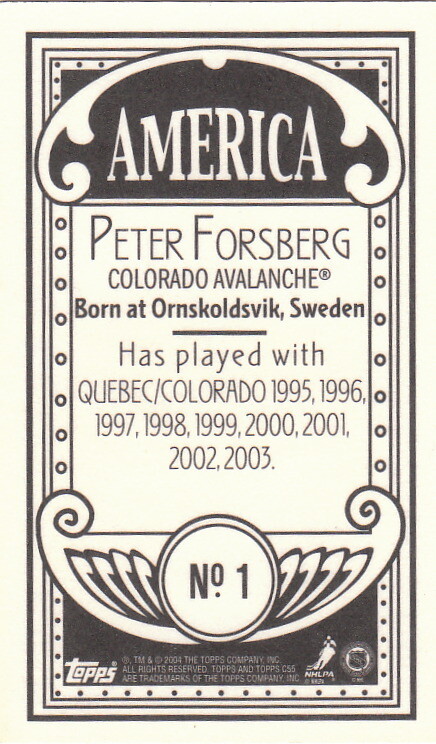 AMERICA
PETER FORSBERG
COLORADO AVALANCHE®
Born at Ornskoldsvik, Sweden
Has played with
QUEBEC/COLORADO 1995, 1996,
1997, 1998, 1999, 2000, 2001,
2002, 2003.
Nº 1
topps®
®, TM & © 2004 THE TOPPS COMPANY, INC.
ALL RIGHTS RESERVED. TOPPS AND TOPPS C55
ARE TRADEMARKS OF THE TOPPS COMPANY, INC.
NHLPA